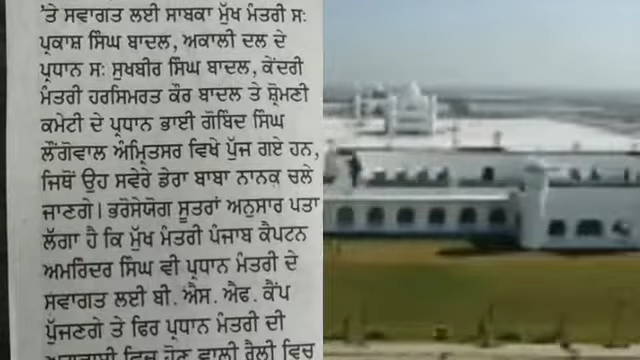 'ਤੇ ਸਵਾਗਤ ਲਈ ਸਾਬਕਾ ਮੁੱਖ ਮੰਤਰੀ ਸਃ
ਪ੍ਰਕਾਸ਼ ਸਿੰਘ ਬਾਦਲ, ਅਕਾਲੀ ਦਲ ਦੇ
ਪ੍ਰਧਾਨ ਸਃ ਸੁਖਬੀਰ ਸਿੰਘ ਬਾਦਲ, ਕੇਂਦਰੀ
ਮੰਤਰੀ ਹਰਸਿਮਰਤ ਕੌਰ ਬਾਦਲ ਤੇ ਸ਼੍ਰੋਮਣੀ
ਕਮੇਟੀ ਦੇ ਪ੍ਰਧਾਨ ਭਾਈ ਗੋਬਿੰਦ ਸਿੰਘ
ਲੌਂਗੋਵਾਲ ਅੰਮ੍ਰਿਤਸਰ ਵਿਖੇ ਪੁੱਜ ਗਏ ਹਨ,
ਜਿਥੋਂ ਉਹ ਸਵੇਰੇ ਡੇਰਾ ਬਾਬਾ ਨਾਨਕ ਚਲੇ
ਜਾਣਗੇ। ਭਰੋਸੇਯੋਗ ਸੂਤਰਾਂ ਅਨੁਸਾਰ ਪਤਾ
ਲੱਗਾ ਹੈ ਕਿ ਮੁੱਖ ਮੰਤਰੀ ਪੰਜਾਬ ਕੈਪਟਨ
ਅਮਰਿੰਦਰ ਸਿੰਘ ਵੀ ਪ੍ਰਧਾਨ ਮੰਤਰੀ ਦੇ
ਸਵਾਗਤ ਲਈ ਬੀ. ਐਸ. ਐਫ. ਕੈਂਪ
ਪੁੱਜਣਗੇ ਤੇ ਫਿਰ ਪ੍ਰਧਾਨ ਮੰਤਰੀ ਦੀ
ਵਿਚ ਹੋਣ ਵਾਲੀ ਰੈਲੀ ਵਿਚ